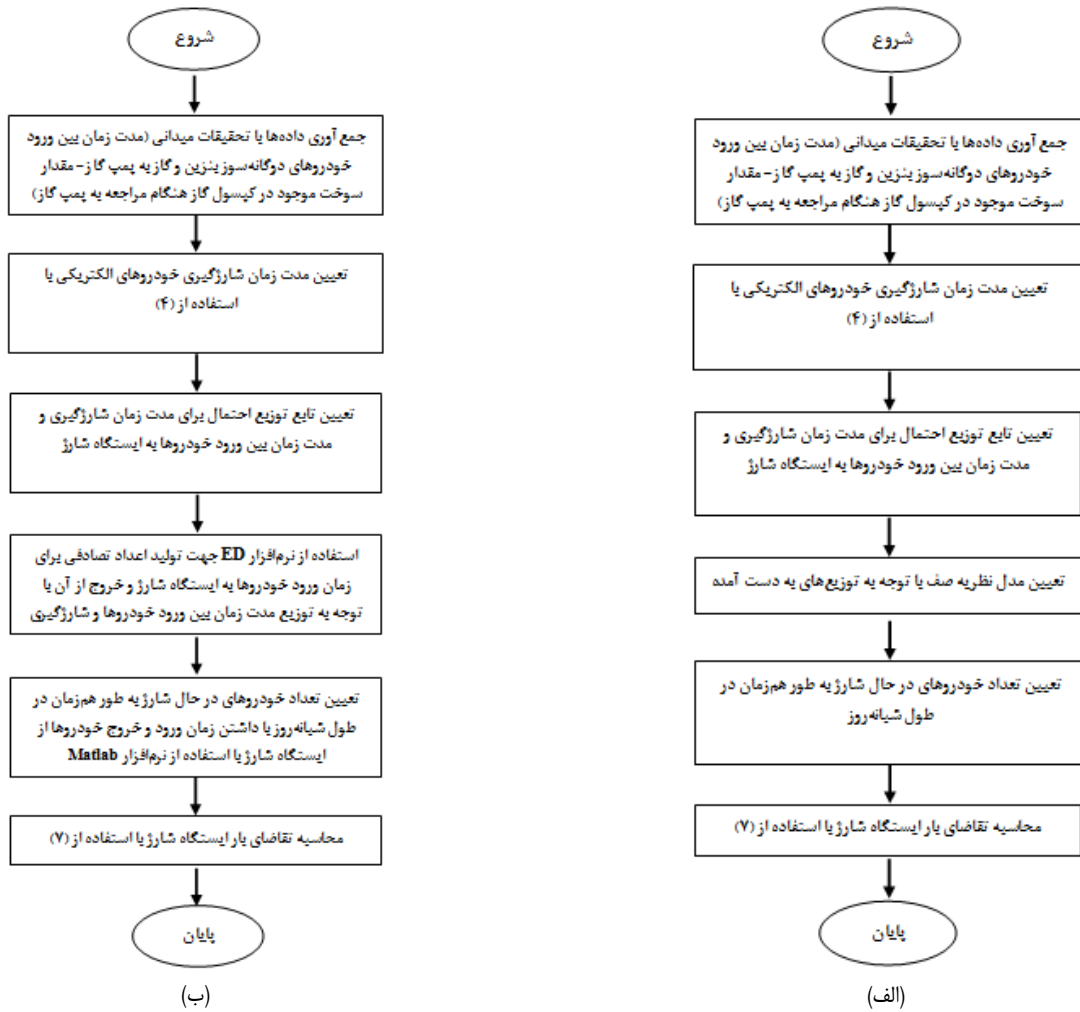 شروع
جمع آوری داده‌ها با تحقیقات میدانی (مدت زمان بین ورود
خودروهای دوگانه‌سوز بنزین و گاز به پمپ گاز- مقدار
سوخت موجود در کپسول گاز هنگام مراجعه به پمپ گاز)
تعیین مدت زمان شارژگیری خودروهای الکتریکی با
استفاده از (۴)
تعیین تابع توزیع احتمال برای مدت زمان شارژگیری و
مدت زمان بین ورود خودروها به ایستگاه شارژ
تعیین مدل نظریه صف با توجه به توزیع‌های به دست آمده
تعیین تعداد خودروهای در حال شارژ به طور هم‌زمان در
طول شبانه‌روز
محاسبه تقاضای بار ایستگاه شارژ با استفاده از (۷)
پایان
(الف)
شروع
جمع آوری داده‌ها با تحقیقات میدانی (مدت زمان بین ورود
خودروهای دوگانه‌سوز بنزین و گاز به پمپ گاز- مقدار
سوخت موجود در کپسول گاز هنگام مراجعه به پمپ گاز)
تعیین مدت زمان شارژگیری خودروهای الکتریکی با
استفاده از (۴)
تعیین تابع توزیع احتمال برای مدت زمان شارژگیری و
مدت زمان بین ورود خودروها به ایستگاه شارژ
استفاده از نرم‌افزار ED جهت تولید اعداد تصادفی برای
زمان ورود خودروها به ایستگاه شارژ و خروج از آن با
توجه به توزیع مدت زمان بین ورود خودروها و شارژگیری
تعیین تعداد خودروهای در حال شارژ به طور هم‌زمان در
طول شبانه‌روز با داشتن زمان ورود و خروج خودروها از
ایستگاه شارژ با استفاده از نرم‌افزار Matlab
محاسبه تقاضای بار ایستگاه شارژ با استفاده از (۷)
پایان
(ب)